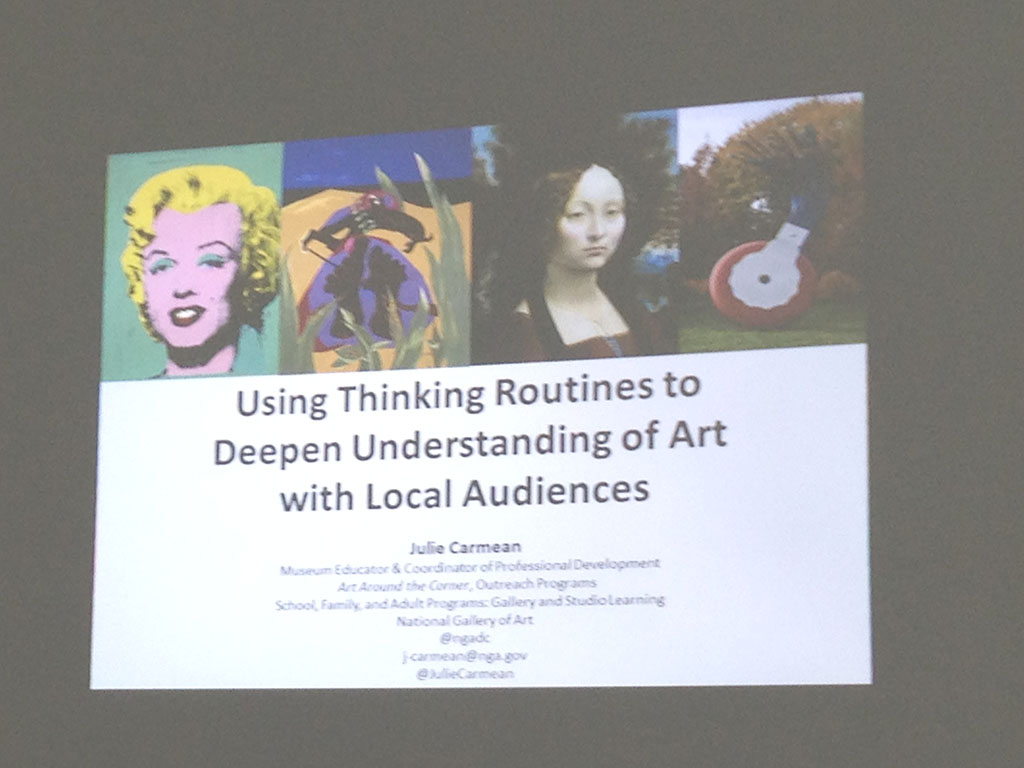 Using Thinking Routines to
Deepen Understanding of Art
with Local Audiences
Julie Carmean
Museum Educator & Coordinator of Professional Development
Art Around the Corner, Outreach Programs
School, Family, and Adult Programs: Gallery and Studio Learning
National Gallery of Art
@ngadc
j-carmean@nga.gov
@JulieCarmean